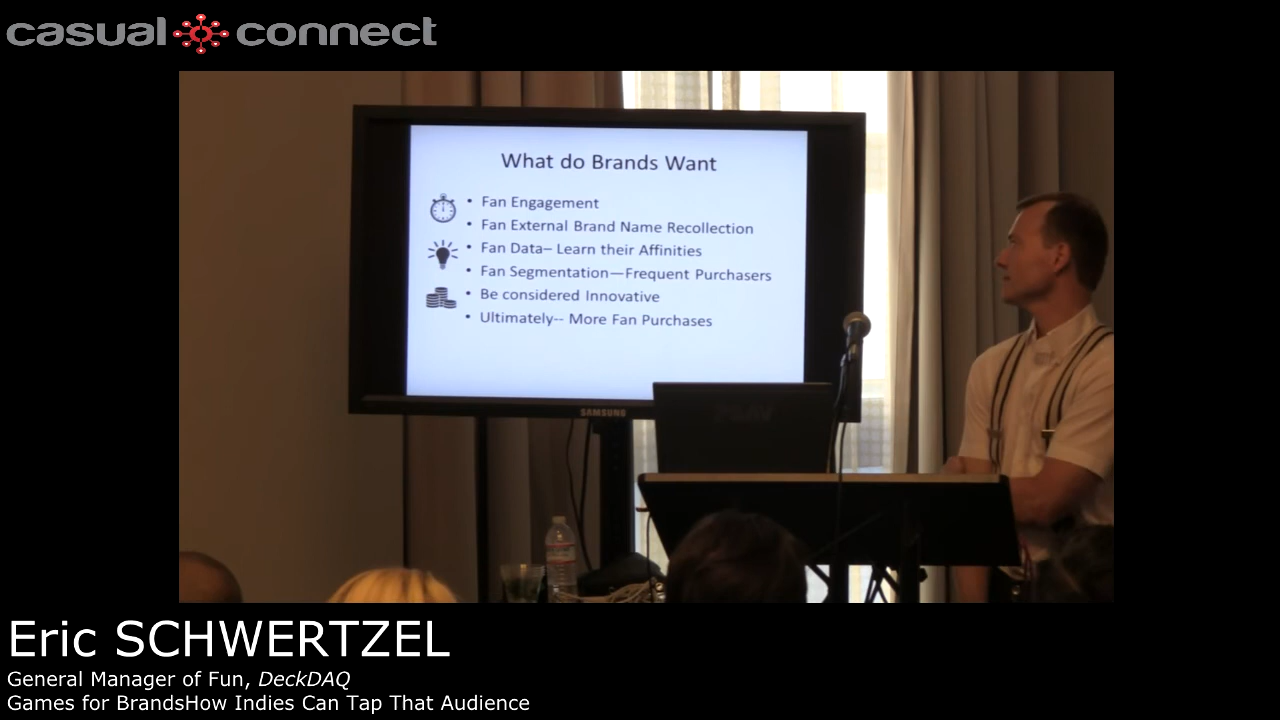 casual connect
What do Brands Want
• Fan Engagement
• Fan External Brand Name Recollection
• Fan Data– Learn their Affinities
• Fan Segmentation—Frequent Purchasers
• Be considered Innovative
• Ultimately-- More Fan Purchases
SAMSUNG
Eric SCHWERTZEL
General Manager of Fun, DeckDAQ
Games for BrandsHow Indies Can Tap That Audience